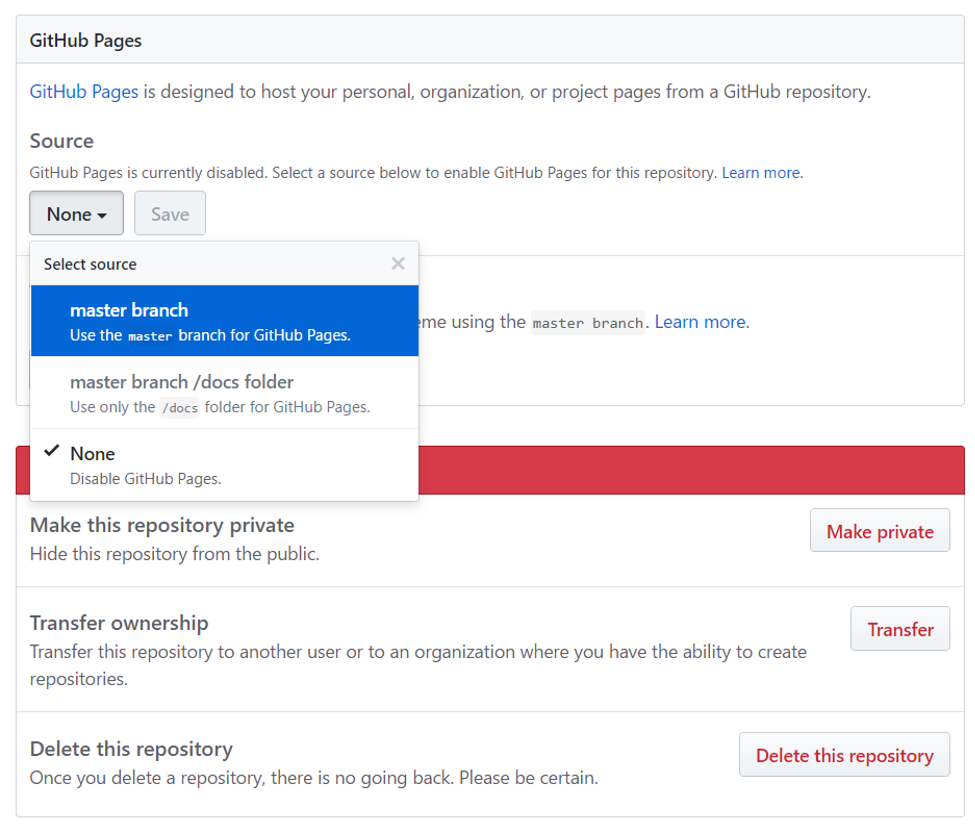 GitHub Pages
GitHub Pages is designed to host your personal, organization, or project pages from a GitHub repository.
Source
GitHub Pages is currently disabled. Select a source below to enable GitHub Pages for this repository. Learn more.
None
Save
Select source
master branch
Use the master branch for GitHub Pages.
using the master branch. Learn more.
master branch /docs folder
Use only the /docs folder for GitHub Pages.
None
Disable GitHub Pages.
Make this repository private
Hide this repository from the public.
Make private
Transfer ownership
Transfer this repository to another user or to an organization where you have the ability to create
repositories.
Transfer
Delete this repository
Once you delete a repository, there is no going back. Please be certain.
Delete this repository